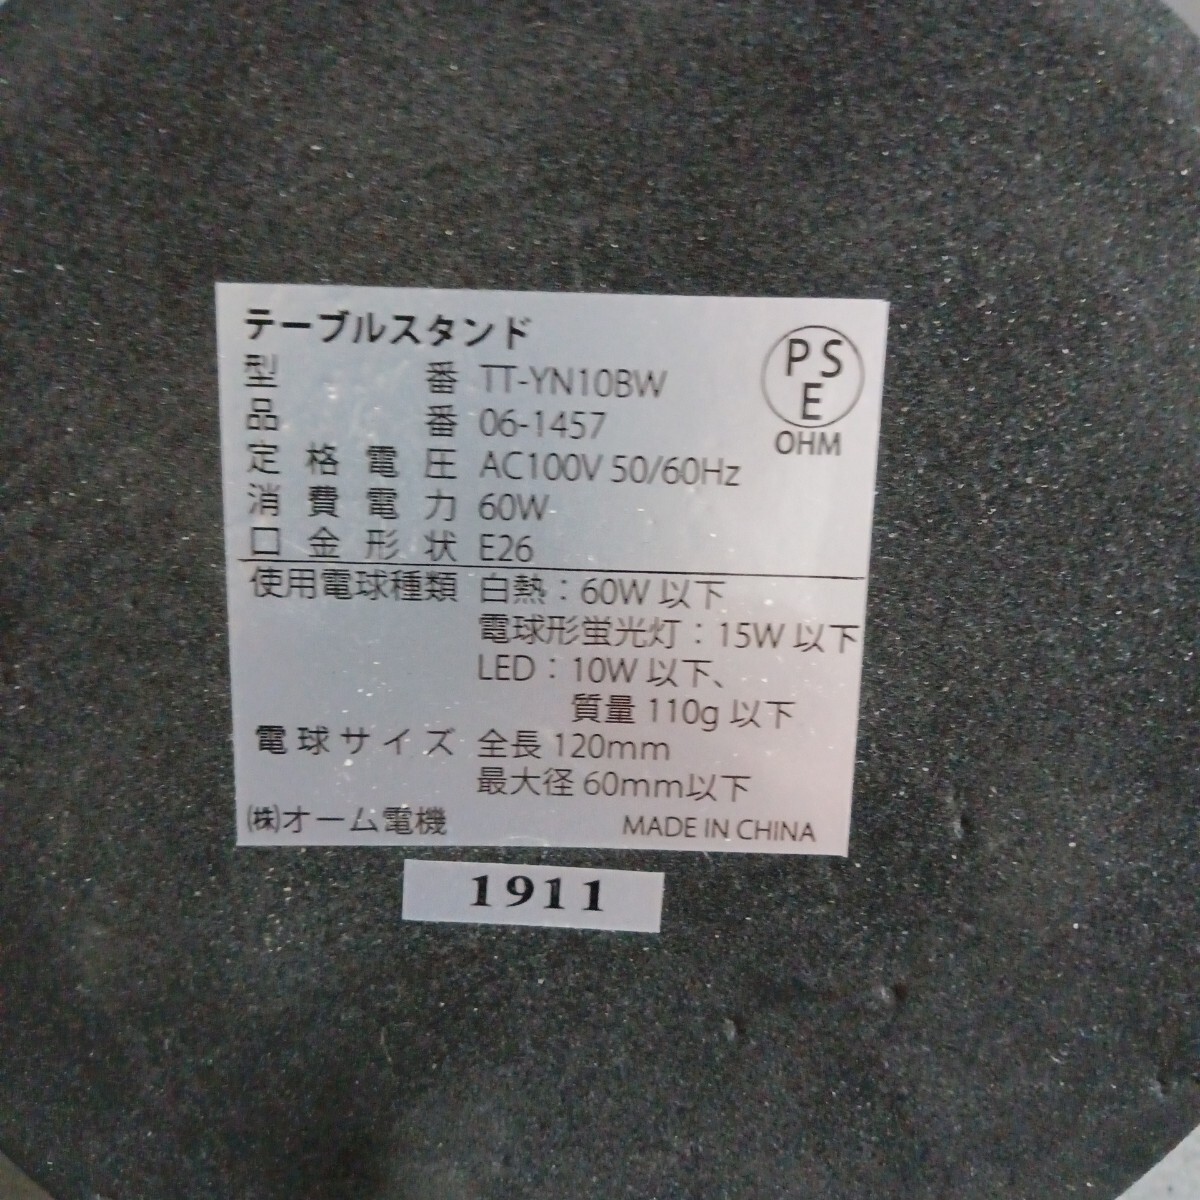 テーブルスタンド
型番 TT-YN10BW
品番 06-1457
定格電圧 AC100V 50/60Hz
消費電力 60W
口金形状 E26
PS
E
OHM
使用電球種類 白熱：60W 以下
電球形蛍光灯：15W 以下
LED：10W 以下、
質量 110g 以下
電球サイズ 全長 120mm
最大径 60mm以下
㈱オーム電機 MADE IN CHINA
1911